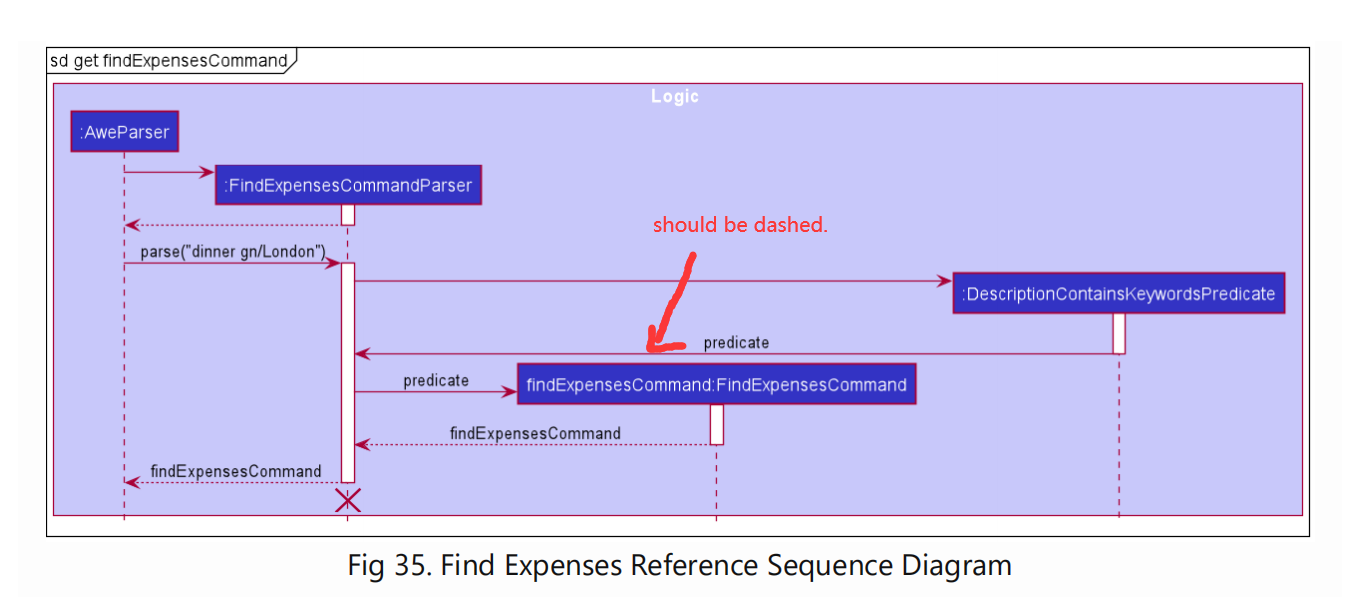 sd get findExpensesCommand
Logic
:AweParser
:FindExpensesCommandParser
should be dashed.
parse("dinner gn/London")
:DescriptionContainsKeywordsPredicate
predicate
predicate
findExpensesCommand:FindExpensesCommand
findExpensesCommand
findExpensesCommand
Fig 35. Find Expenses Reference Sequence Diagram